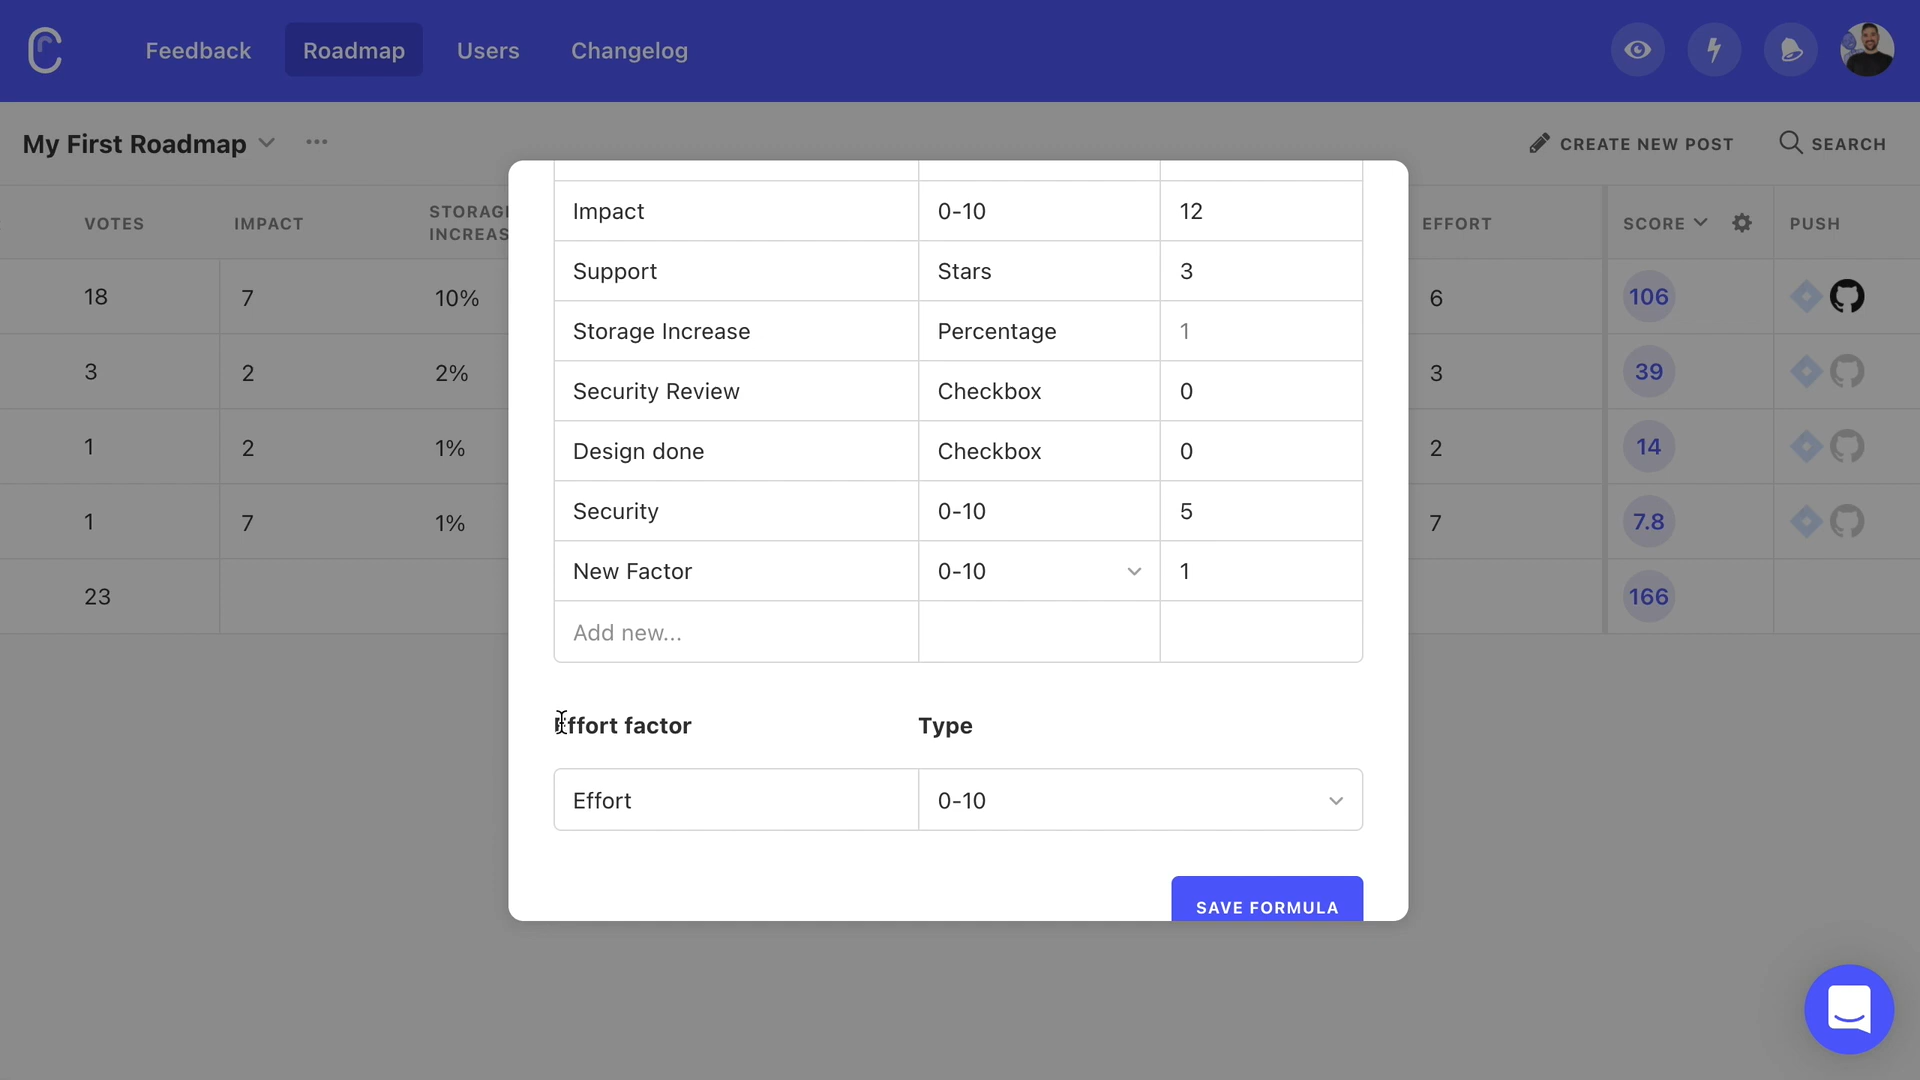 Feedback
Roadmap
Users
Changelog
My First Roadmap
CREATE NEW POST
SEARCH
VOTES
IMPACT
STORAG
INCREAS
EFFORT
SCORE
PUSH
18
7
10%
6
106
3
2
2%
3
39
1
2
1%
2
14
1
7
1%
7
7.8
23
166
Impact 0-10 12
Support Stars 3
Storage Increase Percentage 1
Security Review Checkbox 0
Design done Checkbox 0
Security 0-10 5
New Factor 0-10 1
Add new...
Effort factor Type
Effort 0-10
SAVE FORMULA